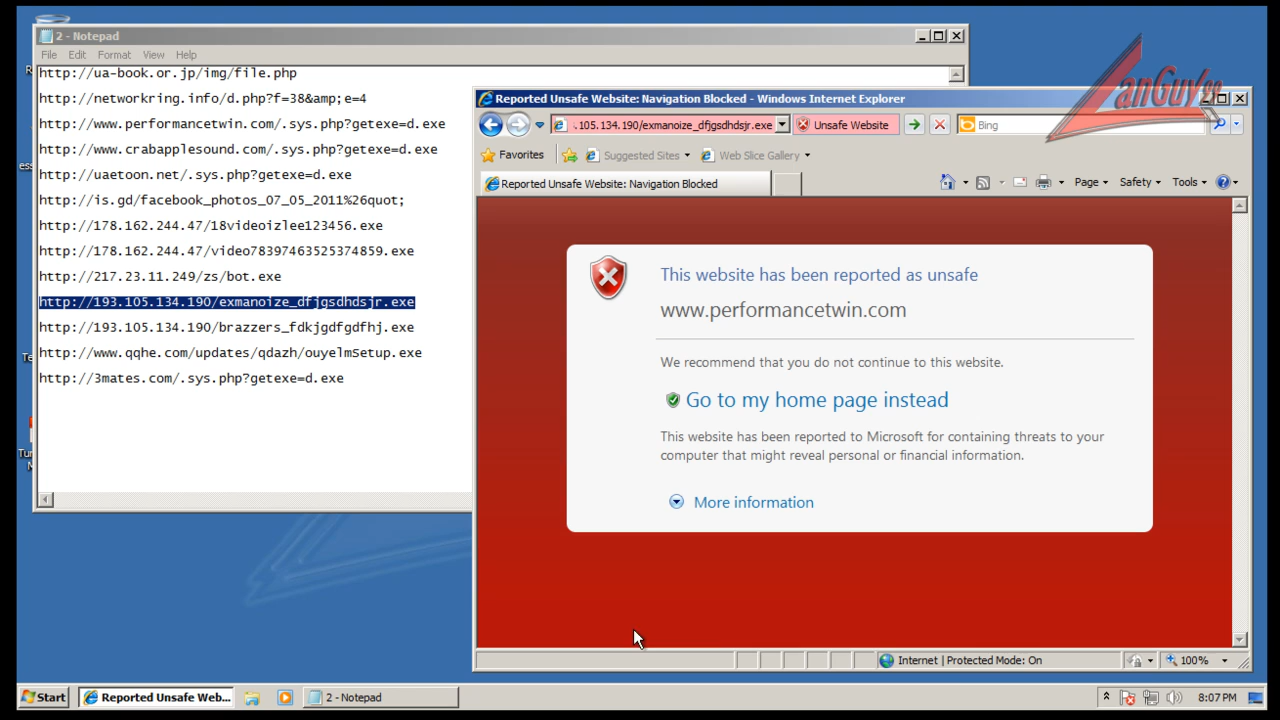 2 - Notepad
File Edit Format View Help
http://ua-book.or.jp/img/file.php
http://networkring.info/d.php?f=38&amp;e=4
http://www.performancetwin.com/.sys.php?getexe=d.exe
http://www.crabapplesound.com/.sys.php?getexe=d.exe
http://uaetoon.net/.sys.php?getexe=d.exe
http://is.gd/facebook_photos_07_05_2011%26quot;
http://178.162.244.47/18videoizlee123456.exe
http://178.162.244.47/video78397463525374859.exe
http://217.23.11.249/zs/bot.exe
http://193.105.134.190/exmanoize_dfjgsdhdsjr.exe
http://193.105.134.190/brazzers_fdkjgdfgdfhj.exe
http://www.qqhe.com/updates/qdazh/ouyelmSetup.exe
http://3mates.com/.sys.php?getexe=d.exe
Reported Unsafe Website: Navigation Blocked - Windows Internet Explorer
.105.134.190/exmanoize_dfjgsdhdsjr.exe Unsafe Website Bing
Favorites Suggested Sites Web Slice Gallery
Reported Unsafe Website: Navigation Blocked Page Safety Tools
This website has been reported as unsafe
www.performancetwin.com
We recommend that you do not continue to this website.
Go to my home page instead
This website has been reported to Microsoft for containing threats to your
computer that might reveal personal or financial information.
More information
Internet | Protected Mode: On 100%
Start Reported Unsafe Web... 2 - Notepad 8:07 PM